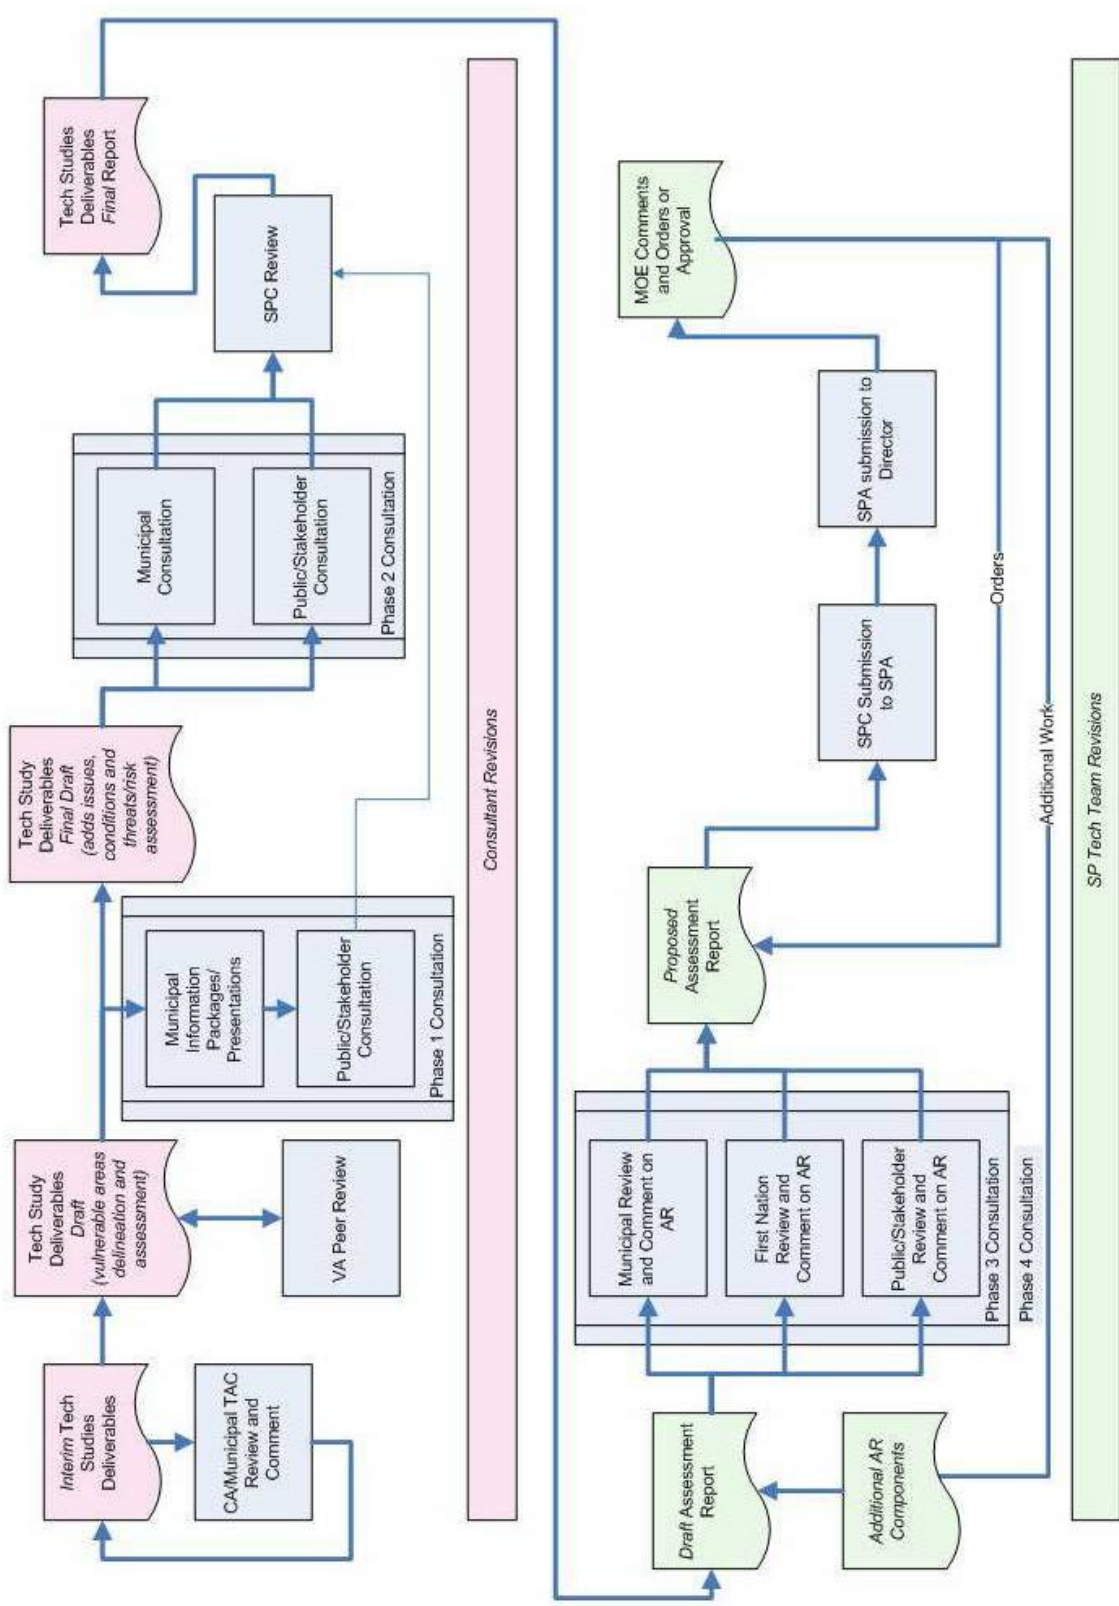 Interim Tech
Studies
Deliverables
CA/Municipal TAC
Review and
Comment
Tech Study
Deliverables
Draft
(vulnerable areas
delineation and
assessment)
VA Peer Review
Municipal
Information
Packages/
Presentations
Public/Stakeholder
Consultation
Phase 1 Consultation
Tech Study
Deliverables
Final Draft
(adds issues,
conditions and
threats/risk
assessment)
Municipal
Consultation
Public/Stakeholder
Consultation
Phase 2 Consultation
SPC Review
Tech Studies
Deliverables
Final Report
Consultant Revisions
Draft Assessment
Report
Additional AR
Components
Municipal Review
and Comment on
AR
First Nation
Review and
Comment on AR
Public/Stakeholder
Review and
Comment on AR
Phase 3 Consultation
Phase 4 Consultation
Proposed
Assessment
Report
SPC Submission
to SPA
SPA submission to
Director
MOE Comments
and Orders or
Approval
Orders
Additional Work
SP Tech Team Revisions